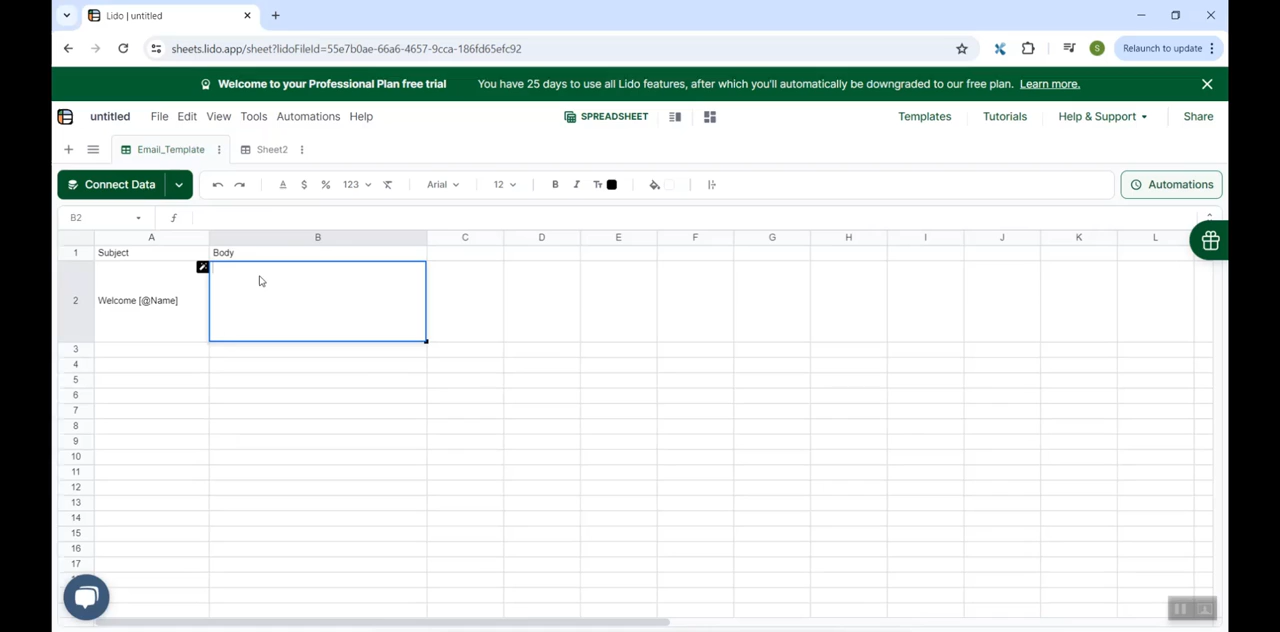 Lido | untitled
sheets.lido.app/sheet?lidoFileId=55e7b0ae-66a6-4657-9cca-186fd65efc92
S
Relaunch to update
Welcome to your Professional Plan free trial You have 25 days to use all Lido features, after which you'll automatically be downgraded to our free plan. Learn more.
untitled File Edit View Tools Automations Help SPREADSHEET Templates Tutorials Help & Support Share
Email_Template Sheet2
Connect Data $ % 123 Arial 12 B I Tr Automations
B2 f
A B C D E F G H I J K L
1 Subject Body
2 Welcome [@Name]
3
4
5
6
7
8
9
10
11
12
13
14
15
16
17